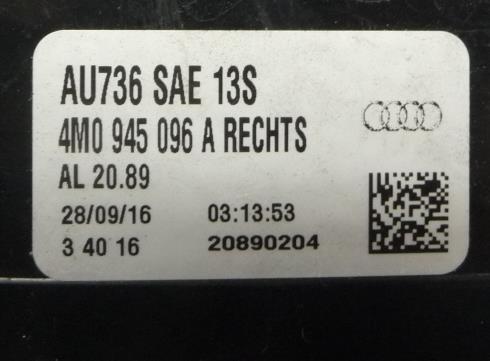 AU736 SAE 13S
4M0 945 096 A RECHTS
AL 20.89
28/09/16 03:13:53
3 40 16 20890204